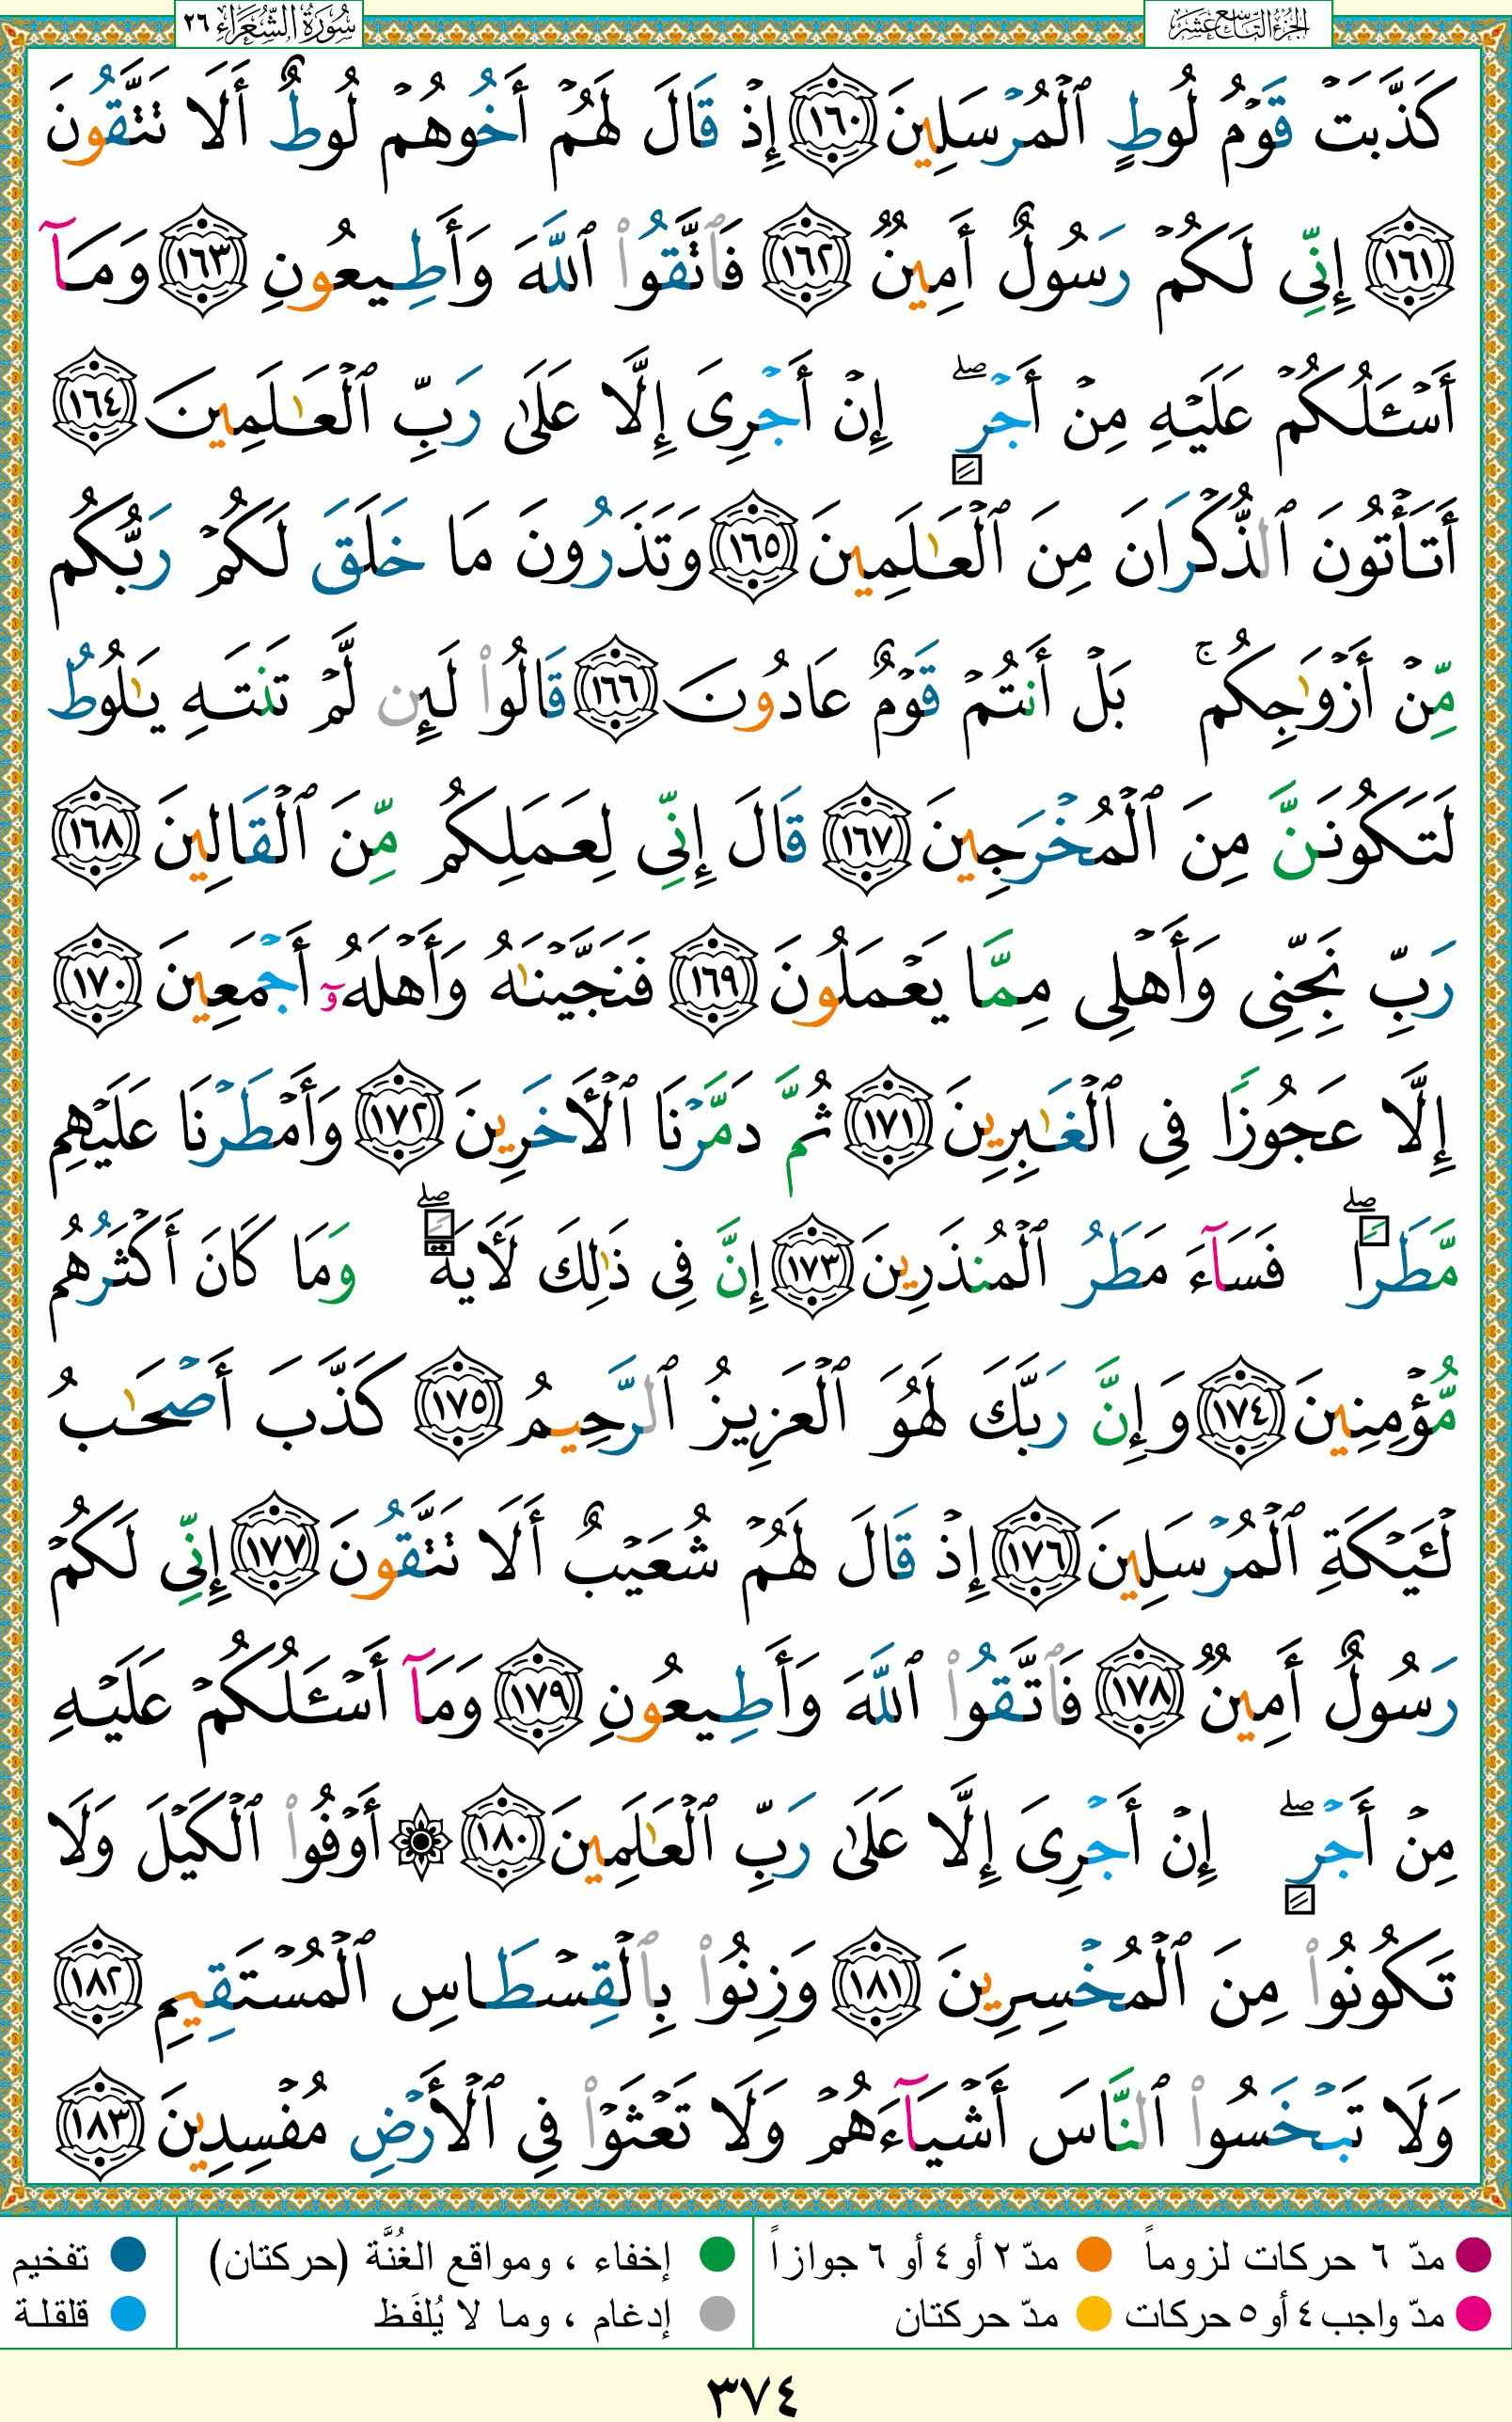 الجزء التاسع عشر
سُورَةُ الشُّعَرَاءِ ٢٦
كَذَّبَتْ قَوْمُ لُوطٍ ٱلْمُرْسَلِينَ ١٦٠ إِذْ قَالَ لَهُمْ أَخُوهُمْ لُوطٌ أَلَا تَتَّقُونَ
١٦١ إِنِّى لَكُمْ رَسُولٌ أَمِينٌ ١٦٢ فَٱتَّقُوا۟ ٱللَّهَ وَأَطِيعُونِ ١٦٣ وَمَآ
أَسْـَٔلُكُمْ عَلَيْهِ مِنْ أَجْرٍ ۖ إِنْ أَجْرِىَ إِلَّا عَلَىٰ رَبِّ ٱلْعَـٰلَمِينَ ١٦٤
أَتَأْتُونَ ٱلذُّكْرَانَ مِنَ ٱلْعَـٰلَمِينَ ١٦٥ وَتَذَرُونَ مَا خَلَقَ لَكُمْ رَبُّكُم
مِّنْ أَزْوَٰجِكُم ۚ بَلْ أَنتُمْ قَوْمٌ عَادُونَ ١٦٦ قَالُوا۟ لَئِن لَّمْ تَنتَهِ يَـٰلُوطُ
لَتَكُونَنَّ مِنَ ٱلْمُخْرَجِينَ ١٦٧ قَالَ إِنِّى لِعَمَلِكُم مِّنَ ٱلْقَالِينَ ١٦٨
رَبِّ نَجِّنِى وَأَهْلِى مِمَّا يَعْمَلُونَ ١٦٩ فَنَجَّيْنَـٰهُ وَأَهْلَهُۥٓ أَجْمَعِينَ ١٧٠
إِلَّا عَجُوزًا فِى ٱلْغَـٰبِرِينَ ١٧١ ثُمَّ دَمَّرْنَا ٱلْـَٔاخَرِينَ ١٧٢ وَأَمْطَرْنَا عَلَيْهِم
مَّطَرًا ۖ فَسَآءَ مَطَرُ ٱلْمُنذَرِينَ ١٧٣ إِنَّ فِى ذَٰلِكَ لَـَٔايَةً ۖ وَمَا كَانَ أَكْثَرُهُم
مُّؤْمِنِينَ ١٧٤ وَإِنَّ رَبَّكَ لَهُوَ ٱلْعَزِيزُ ٱلرَّحِيمُ ١٧٥ كَذَّبَ أَصْحَـٰبُ
لْـَٔيْكَةِ ٱلْمُرْسَلِينَ ١٧٦ إِذْ قَالَ لَهُمْ شُعَيْبٌ أَلَا تَتَّقُونَ ١٧٧ إِنِّى لَكُمْ
رَسُولٌ أَمِينٌ ١٧٨ فَٱتَّقُوا۟ ٱللَّهَ وَأَطِيعُونِ ١٧٩ وَمَآ أَسْـَٔلُكُمْ عَلَيْهِ
مِنْ أَجْرٍ ۖ إِنْ أَجْرِىَ إِلَّا عَلَىٰ رَبِّ ٱلْعَـٰلَمِينَ ١٨٠ ۞ أَوْفُوا۟ ٱلْكَيْلَ وَلَا
تَكُونُوا۟ مِنَ ٱلْمُخْسِرِينَ ١٨١ وَزِنُوا۟ بِٱلْقِسْطَاسِ ٱلْمُسْتَقِيمِ ١٨٢
وَلَا تَبْخَسُوا۟ ٱلنَّاسَ أَشْيَآءَهُمْ وَلَا تَعْثَوْا۟ فِى ٱلْأَرْضِ مُفْسِدِينَ ١٨٣
مدّ ٦ حركات لزوماً مدّ ٢ أو ٤ أو ٦ جوازاً إخفاء ، ومواقع الغُنَّة (حركتان) تفخيم
مدّ واجب ٤ أو ٥ حركات مدّ حركتان إدغام ، وما لا يُلفَظ قلقلة
٣٧٤